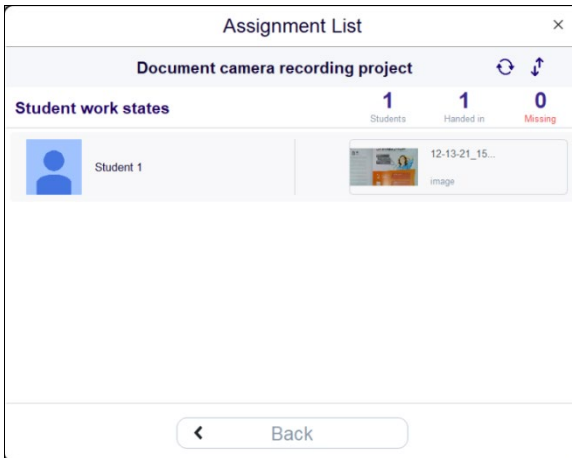 Assignment List
Document camera recording project
Student work states
1 Students
1 Handed in
0 Missing
Student 1
12-13-21_15...
image
Back